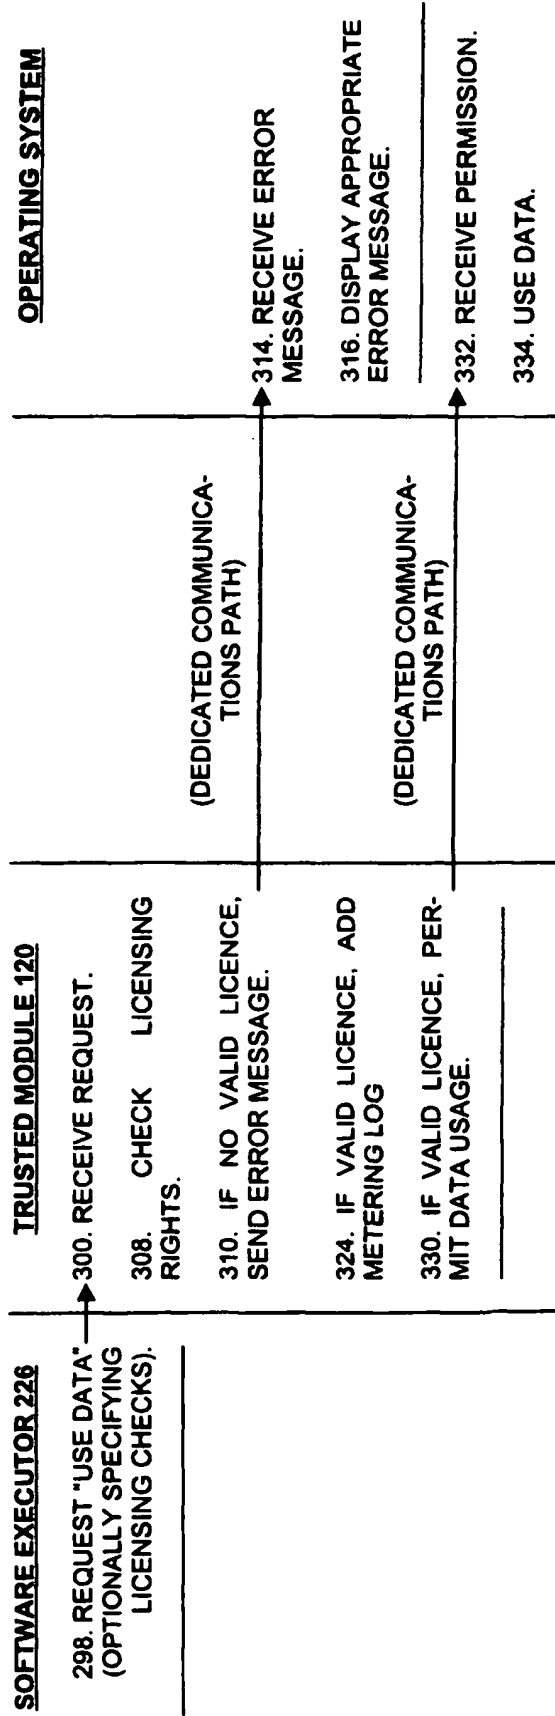 SOFTWARE EXECUTOR 226
298. REQUEST "USE DATA"
(OPTIONALLY SPECIFYING
LICENSING CHECKS).
TRUSTED MODULE 120
300. RECEIVE REQUEST.
308. CHECK LICENSING
RIGHTS.
310. IF NO VALID LICENCE,
SEND ERROR MESSAGE.
324. IF VALID LICENCE, ADD
METERING LOG
330. IF VALID LICENCE, PER-
MIT DATA USAGE.
(DEDICATED COMMUNICA-
TIONS PATH)
(DEDICATED COMMUNICA-
TIONS PATH)
OPERATING SYSTEM
314. RECEIVE ERROR
MESSAGE.
316. DISPLAY APPROPRIATE
ERROR MESSAGE.
332. RECEIVE PERMISSION.
334. USE DATA.